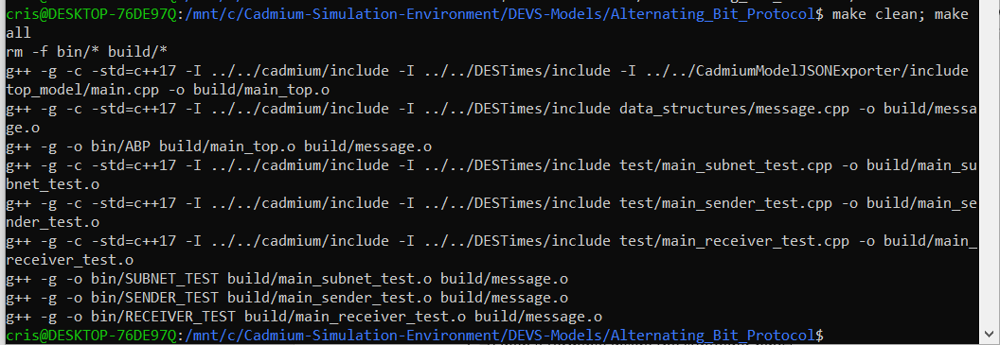 cris@DESKTOP-76DE97Q:/mnt/c/Cadmium-Simulation-Environment/DEVS-Models/Alternating_Bit_Protocol$ make clean; make
all
rm -f bin/* build/*
g++ -g -c -std=c++17 -I ../../cadmium/include -I ../../DESTimes/include -I ../../CadmiumModelJSONExporter/include
top_model/main.cpp -o build/main_top.o
g++ -g -c -std=c++17 -I ../../cadmium/include -I ../../DESTimes/include data_structures/message.cpp -o build/messa
ge.o
g++ -g -o bin/ABP build/main_top.o build/message.o
g++ -g -c -std=c++17 -I ../../cadmium/include -I ../../DESTimes/include test/main_subnet_test.cpp -o build/main_su
bnet_test.o
g++ -g -c -std=c++17 -I ../../cadmium/include -I ../../DESTimes/include test/main_sender_test.cpp -o build/main_se
nder_test.o
g++ -g -c -std=c++17 -I ../../cadmium/include -I ../../DESTimes/include test/main_receiver_test.cpp -o build/main_
receiver_test.o
g++ -g -o bin/SUBNET_TEST build/main_subnet_test.o build/message.o
g++ -g -o bin/SENDER_TEST build/main_sender_test.o build/message.o
g++ -g -o bin/RECEIVER_TEST build/main_receiver_test.o build/message.o
cris@DESKTOP-76DE97Q:/mnt/c/Cadmium-Simulation-Environment/DEVS-Models/Alternating_Bit_Protocol$